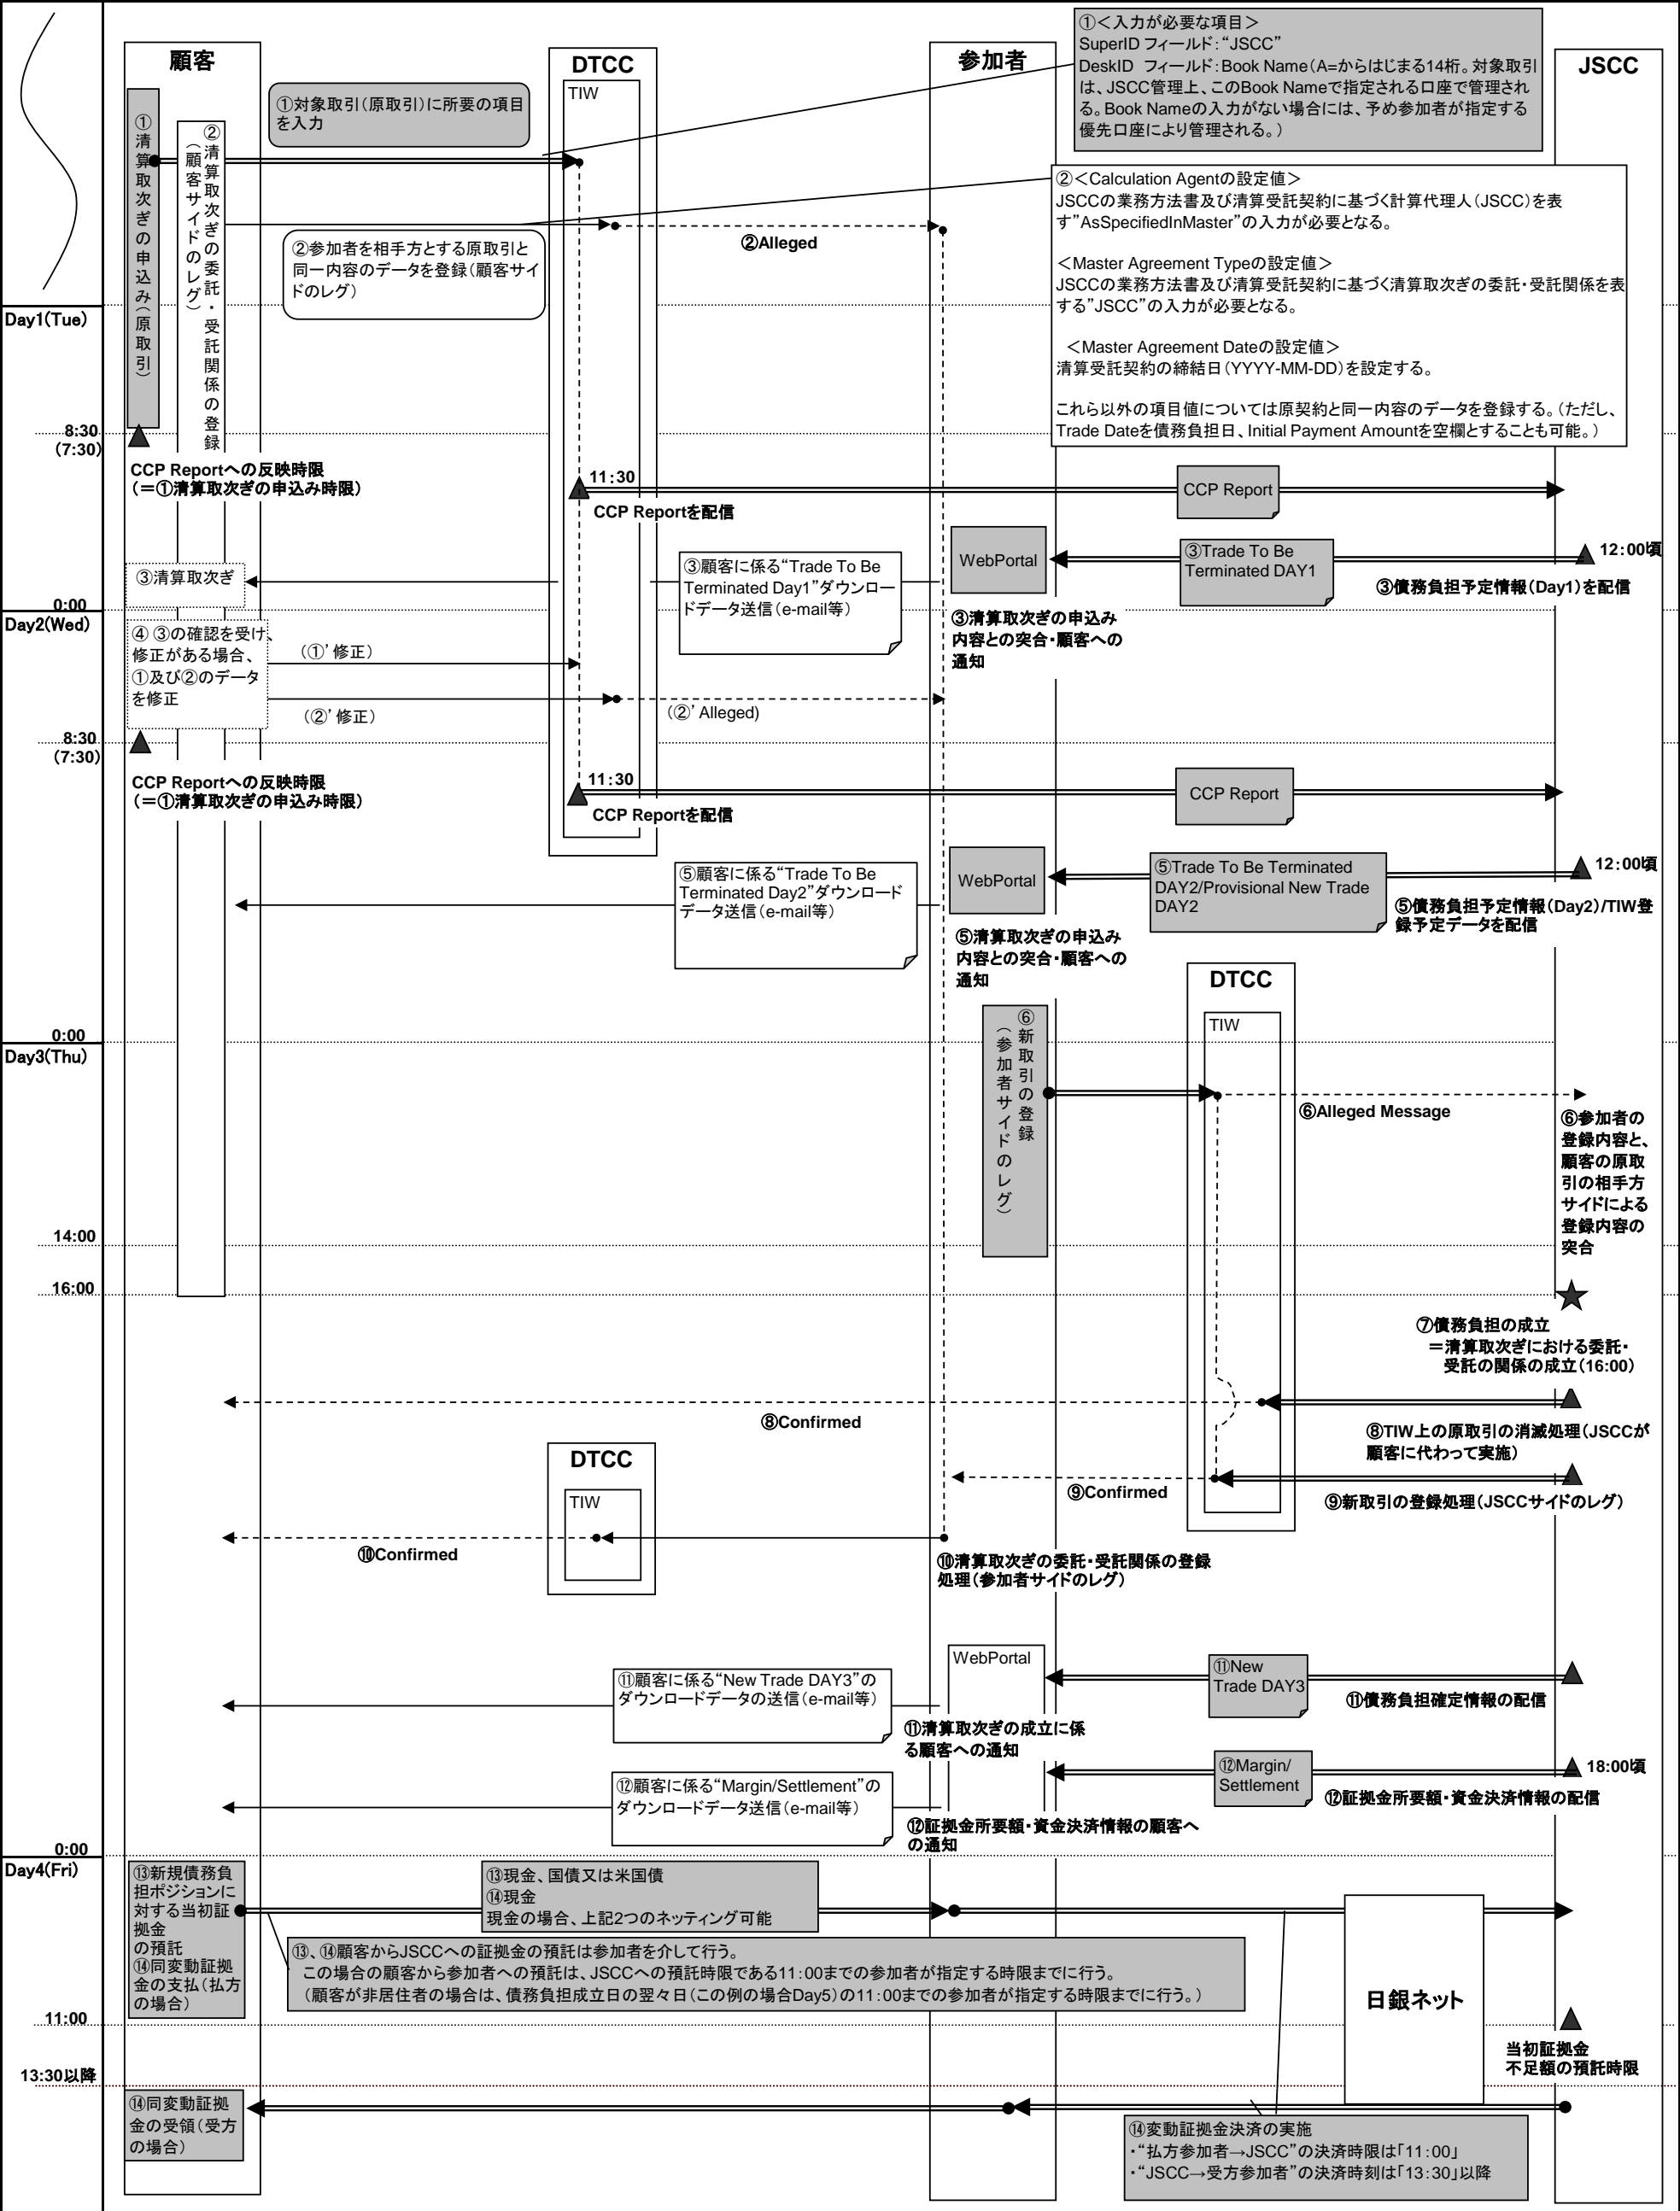 顧客
DTCC
TIW
参加者
JSCC
①<入力が必要な項目>
SuperID フィールド:“JSCC”
DeskID フィールド:Book Name(A=からはじまる14桁。対象取引
は、JSCC管理上、このBook Nameで指定される口座で管理され
る。Book Nameの入力がない場合には、予め参加者が指定する
優先口座により管理される。)
①対象取引(原取引)に所要の項目
を入力
①清算取次ぎの申込み(原取引)
②清算取次ぎの委託・受託関係の登録
(顧客サイドのレグ)
②<Calculation Agentの設定値>
JSCCの業務方法書及び清算受託契約に基づく計算代理人(JSCC)を表
す”AsSpecifiedInMaster”の入力が必要となる。
<Master Agreement Typeの設定値>
JSCCの業務方法書及び清算受託契約に基づく清算取次ぎの委託・受託関係を表
する”JSCC”の入力が必要となる。
<Master Agreement Dateの設定値>
清算受託契約の締結日(YYYY-MM-DD)を設定する。
これら以外の項目値については原契約と同一内容のデータを登録する。(ただし、
Trade Dateを債務負担日、Initial Payment Amountを空欄とすることも可能。)
②参加者を相手方とする原取引と
同一内容のデータを登録(顧客サイ
ドのレグ)
②Alleged
Day1(Tue)
8:30
(7:30)
CCP Reportへの反映時限
(=①清算取次ぎの申込み時限)
11:30
CCP Reportを配信
CCP Report
12:00頃
WebPortal
③Trade To Be
Terminated DAY1
③債務負担予定情報(Day1)を配信
③顧客に係る“Trade To Be
Terminated Day1”ダウンロー
ドデータ送信(e-mail等)
③清算取次ぎ
③清算取次ぎの申込み
内容との突合・顧客への
通知
0:00
Day2(Wed)
④ ③の確認を受け、
修正がある場合、
①及び②のデータ
を修正
(①’修正)
(②’修正)
(②’Alleged)
8:30
(7:30)
CCP Reportへの反映時限
(=①清算取次ぎの申込み時限)
11:30
CCP Reportを配信
CCP Report
12:00頃
WebPortal
⑤Trade To Be Terminated
DAY2/Provisional New Trade
DAY2
⑤債務負担予定情報(Day2)/TIW登
録予定データを配信
⑤顧客に係る“Trade To Be
Terminated Day2”ダウンロード
データ送信(e-mail等)
⑤清算取次ぎの申込み
内容との突合・顧客への
通知
DTCC
TIW
⑥新取引の登録
(参加者サイドのレグ)
0:00
Day3(Thu)
⑥Alleged Message
⑥参加者の
登録内容と、
顧客の原取
引の相手方
サイドによる
登録内容の
突合
14:00
16:00
⑦債務負担の成立
=清算取次ぎにおける委託・
受託の関係の成立(16:00)
⑧Confirmed
⑧TIW上の原取引の消滅処理(JSCCが
顧客に代わって実施)
DTCC
TIW
⑨Confirmed
⑨新取引の登録処理(JSCCサイドのレグ)
⑩Confirmed
⑩清算取次ぎの委託・受託関係の登録
処理(参加者サイドのレグ)
WebPortal
⑪New
Trade DAY3
⑪債務負担確定情報の配信
⑪顧客に係る“New Trade DAY3”の
ダウンロードデータの送信(e-mail等)
⑪清算取次ぎの成立に係
る顧客への通知
18:00頃
⑫Margin/
Settlement
⑫証拠金所要額・資金決済情報の配信
⑫顧客に係る“Margin/Settlement”の
ダウンロードデータ送信(e-mail等)
⑫証拠金所要額・資金決済情報の顧客へ
の通知
0:00
Day4(Fri)
⑬新規債務負
担ポジションに
対する当初証
拠金
の預託
⑭同変動証拠
金の支払(払方
の場合)
⑬現金、国債又は米国債
⑭現金
現金の場合、上記2つのネッティング可能
⑬、⑭顧客からJSCCへの証拠金の預託は参加者を介して行う。
この場合の顧客から参加者への預託は、JSCCへの預託時限である11:00までの参加者が指定する時限までに行う。
(顧客が非居住者の場合は、債務負担成立日の翌々日(この例の場合Day5)の11:00までの参加者が指定する時限までに行う。)
日銀ネット
11:00
当初証拠金
不足額の預託時限
13:30以降
⑭同変動証拠
金の受領(受方
の場合)
⑭変動証拠金決済の実施
・“払方参加者→JSCC”の決済時限は「11:00」
・“JSCC→受方参加者”の決済時刻は「13:30」以降